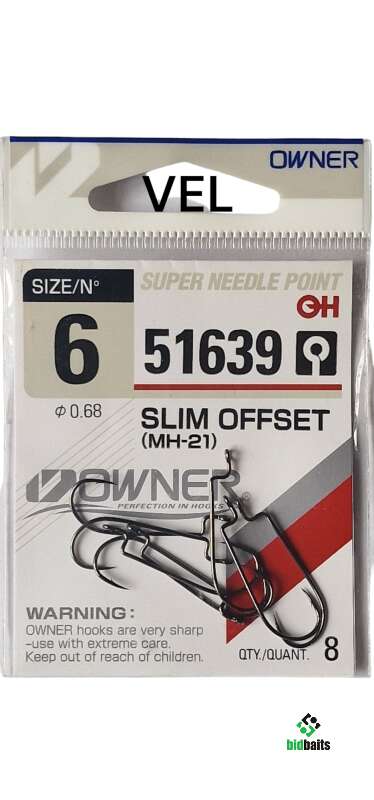 OWNER
VEL
SIZE/N°
SUPER NEEDLE POINT
6
OH
51639
φ 0.68
SLIM OFFSET
(MH-21)
OWNER
PERFECTION IN HOOKS
WARNING:
OWNER hooks are very sharp
-use with extreme care.
Keep out of reach of children.
QTY./QUANT. 8
bidbaits